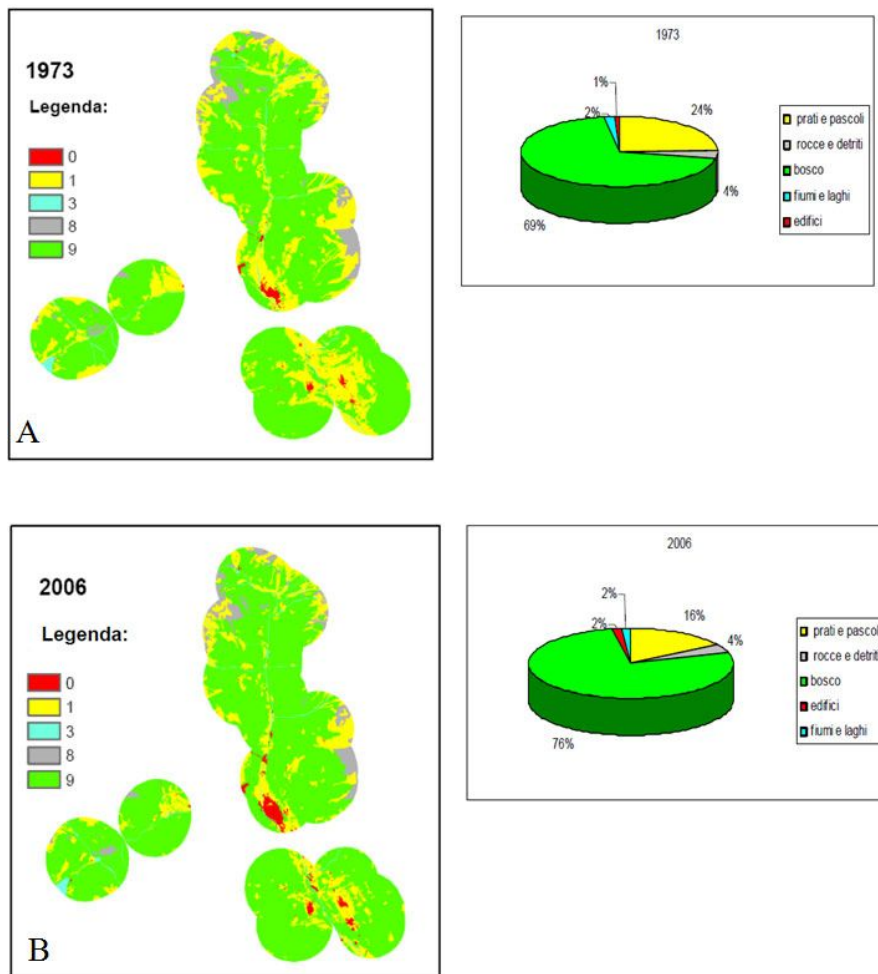 1973
Legenda:
0
1
3
8
9
A
1973
1%
2%
24%
4%
69%
prati e pascoli
rocce e detriti
bosco
fiumi e laghi
edifici
2006
Legenda:
0
1
3
8
9
B
2006
2%
2%
16%
4%
76%
prati e pascoli
rocce e detriti
bosco
edifici
fiumi e laghi